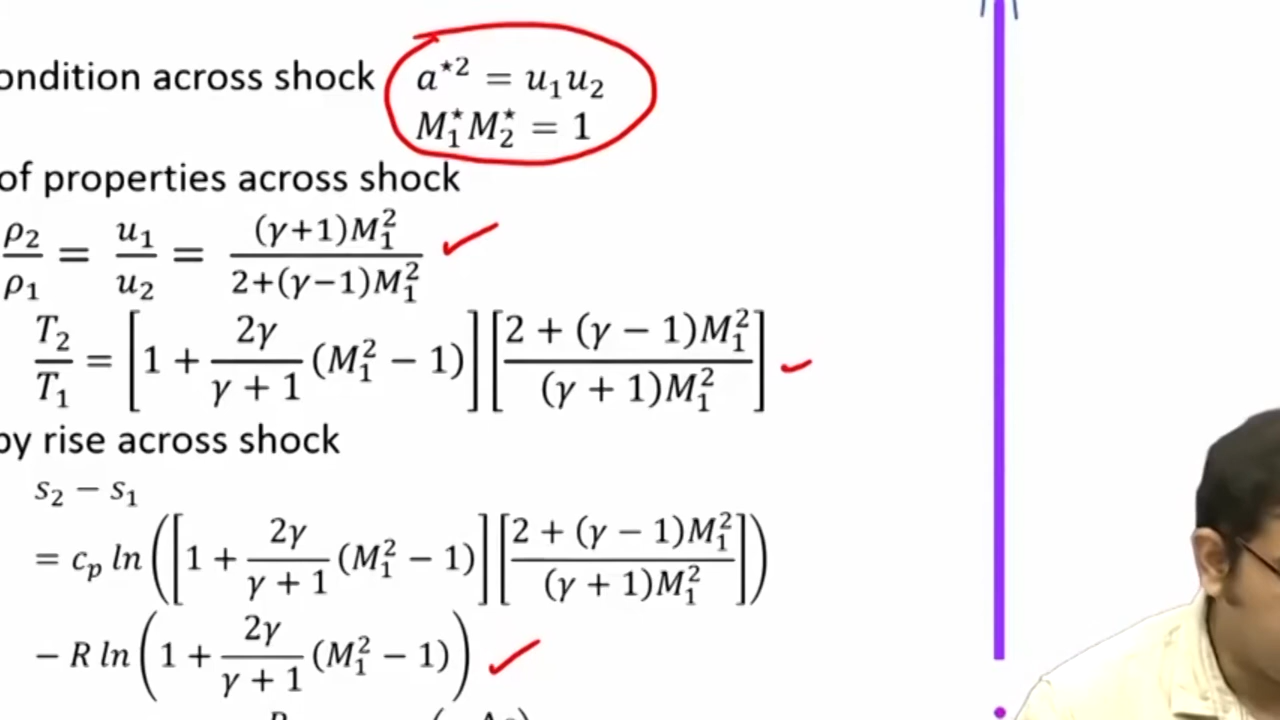 ondition across shock a⋆² = u₁u₂
M₁⋆M₂⋆ = 1
of properties across shock
ρ₂/ρ₁ = u₁/u₂ = (γ+1)M₁²/(2+(γ−1)M₁²)
T₂/T₁ = [1 + 2γ/(γ + 1) (M₁² − 1)] [(2 + (γ − 1)M₁²)/((γ + 1)M₁²)]
py rise across shock
s₂ − s₁
= cₚ ln ([1 + 2γ/(γ + 1) (M₁² − 1)] [(2 + (γ − 1)M₁²)/((γ + 1)M₁²)])
− R ln (1 + 2γ/(γ + 1) (M₁² − 1))